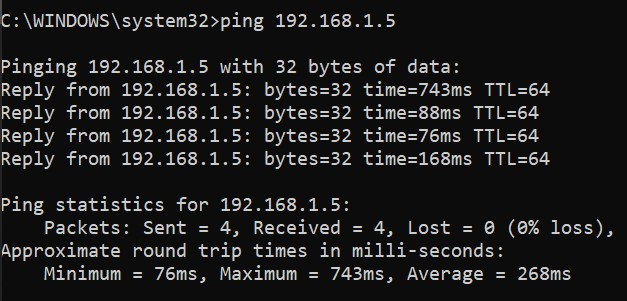 C:\WINDOWS\system32>ping 192.168.1.5
Pinging 192.168.1.5 with 32 bytes of data:
Reply from 192.168.1.5: bytes=32 time=743ms TTL=64
Reply from 192.168.1.5: bytes=32 time=88ms TTL=64
Reply from 192.168.1.5: bytes=32 time=76ms TTL=64
Reply from 192.168.1.5: bytes=32 time=168ms TTL=64
Ping statistics for 192.168.1.5:
Packets: Sent = 4, Received = 4, Lost = 0 (0% loss),
Approximate round trip times in milli-seconds:
Minimum = 76ms, Maximum = 743ms, Average = 268ms